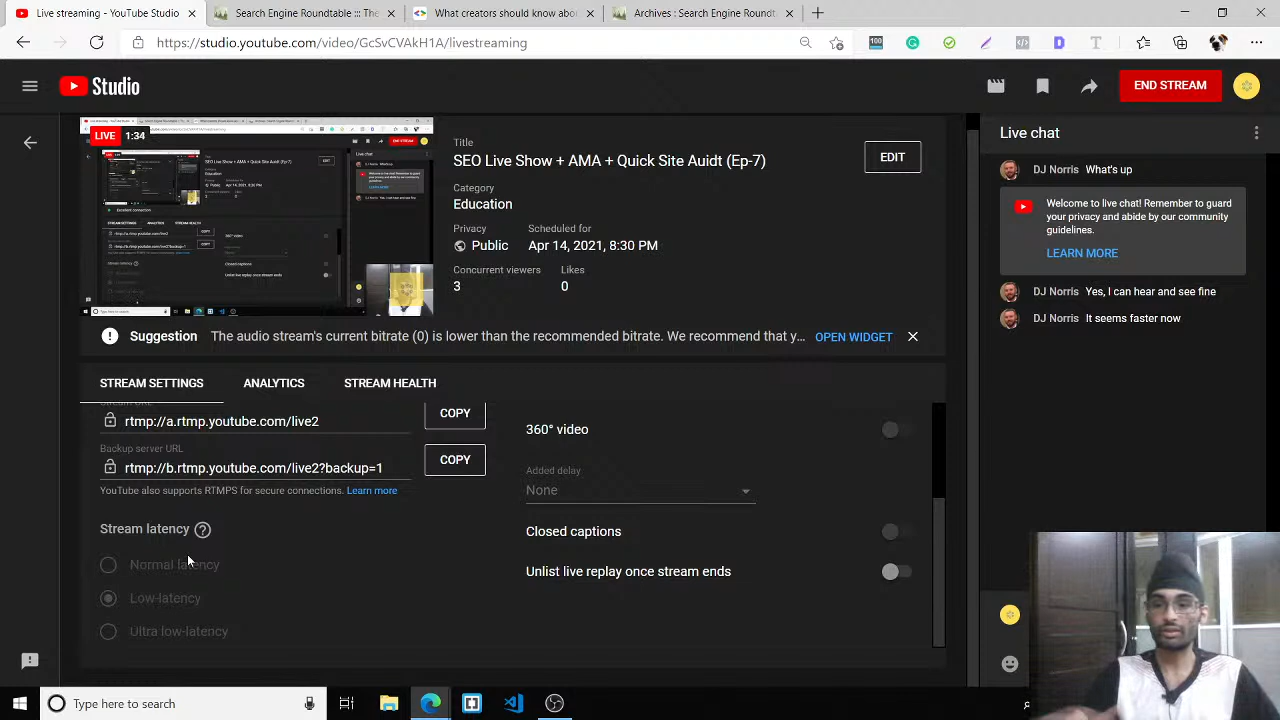 Live streaming - YouTube Studio
Search Engine Roundtable ::: The
SEOators should know abou
Archives : Search Engine Roundt
https://studio.youtube.com/video/GcSvCVAkH1A/livestreaming
100
Studio
END STREAM
LIVE 1:34
Title
SEO Live Show + AMA + Quick Site Auidt (Ep-7)
EDIT
Category
Education
Privacy
Public
Scheduled for
Apr 14, 2021, 8:30 PM
Concurrent viewers
3
Likes
0
Suggestion The audio stream's current bitrate (0) is lower than the recommended bitrate. We recommend that y... OPEN WIDGET
STREAM SETTINGS
ANALYTICS
STREAM HEALTH
Stream URL
rtmp://a.rtmp.youtube.com/live2
COPY
Backup server URL
rtmp://b.rtmp.youtube.com/live2?backup=1
COPY
YouTube also supports RTMPS for secure connections. Learn more
Stream latency
Normal latency
Low-latency
Ultra low-latency
360° video
Added delay
None
Closed captions
Unlist live replay once stream ends
Live chat
DJ Norris Whats up
Welcome to live chat! Remember to guard
your privacy and abide by our community
guidelines.
LEARN MORE
DJ Norris Yes, I can hear and see fine
DJ Norris It seems faster now
Type here to search